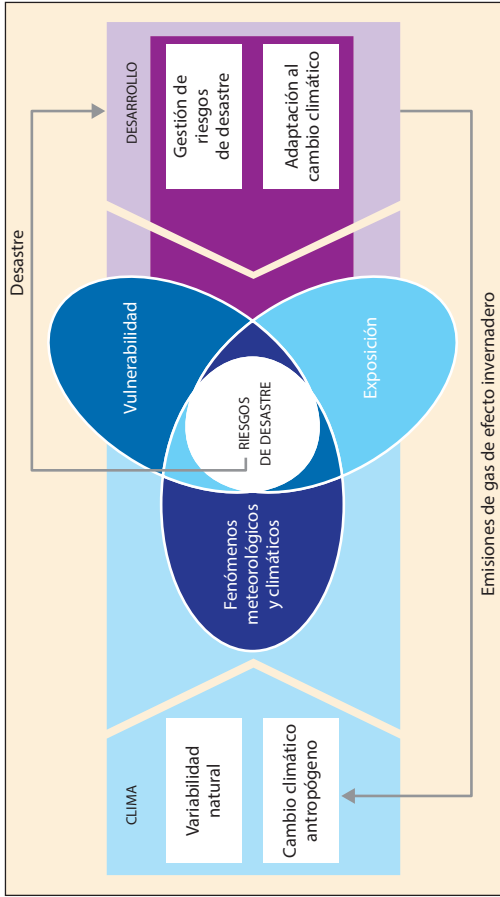 Desastre
CLIMA
Variabilidad
natural
Cambio climático
antropógeno
Fenómenos
meteorológicos
y climáticos
Vulnerabilidad
RIESGOS
DE DESASTRE
Exposición
DESARROLLO
Gestión de
riesgos
de desastre
Adaptación al
cambio climático
Emisiones de gas de efecto invernadero